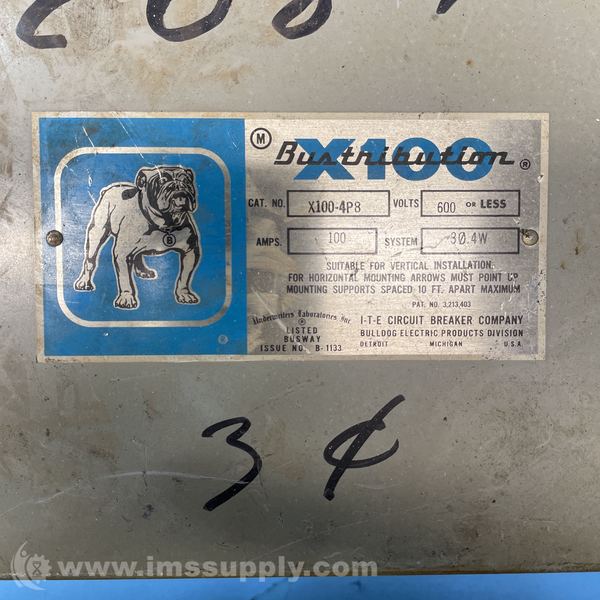 208
M
X100
Bustribution ®
CAT. NO. X100-4P8 VOLTS 600 OR LESS
AMPS. 100 SYSTEM 3Ø.4W
SUITABLE FOR VERTICAL INSTALLATION.
FOR HORIZONTAL MOUNTING ARROWS MUST POINT UP
MOUNTING SUPPORTS SPACED 10 FT. APART MAXIMUM
PAT. NO. 3,213,403
Underwriters Laboratories Inc. ®
LISTED
BUSWAY
ISSUE NO. B-1133
I-T-E CIRCUIT BREAKER COMPANY
BULLDOG ELECTRIC PRODUCTS DIVISION
DETROIT MICHIGAN U.S.A.
B
®
3 ¢
www.imssupply.com